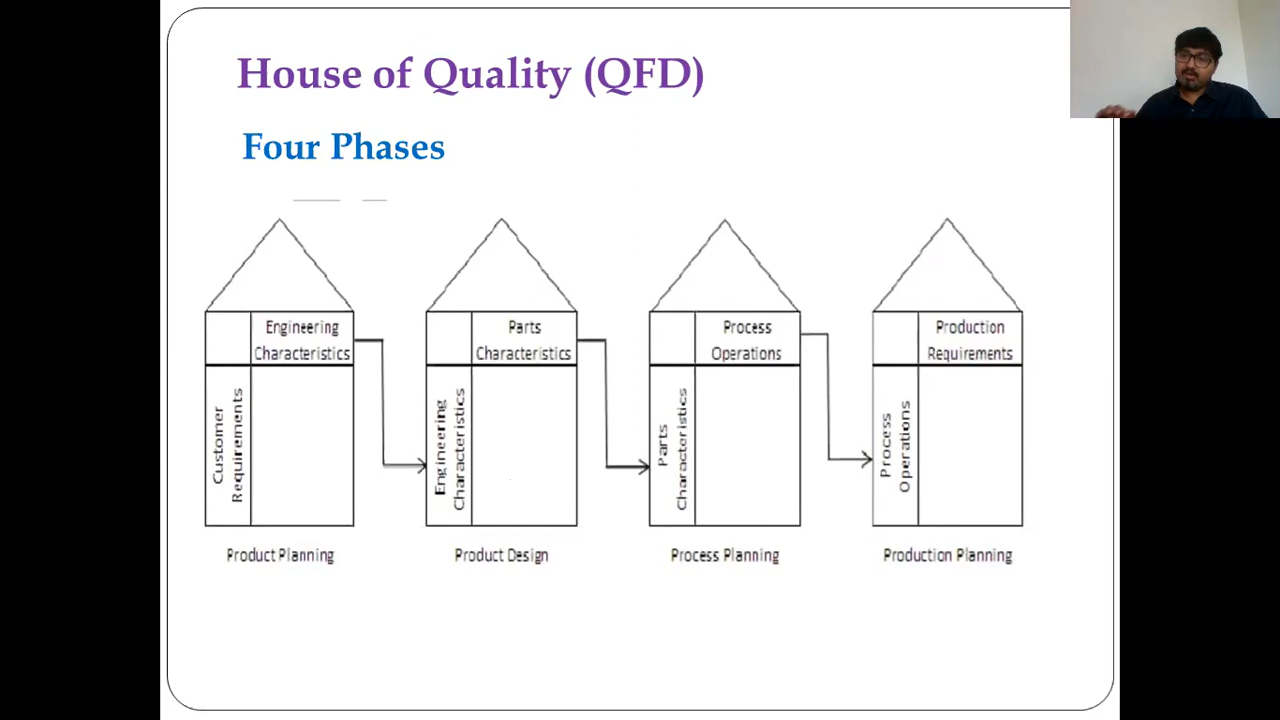 House of Quality (QFD)
Four Phases
Engineering
Characteristics
Customer
Requirements
Product Planning
Parts
Characteristics
Engineering
Characteristics
Product Design
Process
Operations
Parts
Characteristics
Process Planning
Production
Requirements
Process
Operations
Production Planning